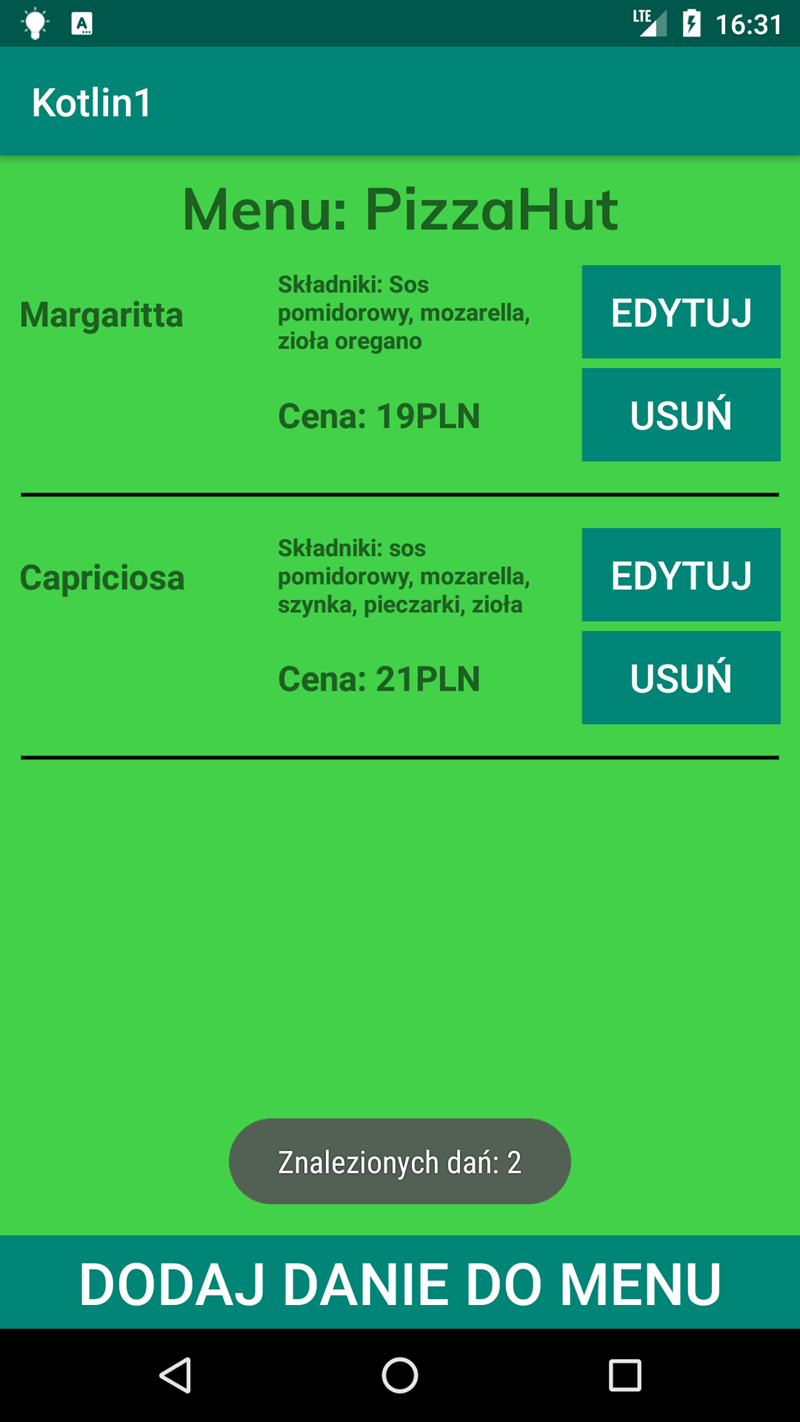 LTE
16:31
A
Kotlin1
Menu: PizzaHut
Margaritta
Składniki: Sos
pomidorowy, mozarella,
zioła oregano
EDYTUJ
Cena: 19PLN
USUŃ
Capriciosa
Składniki: sos
pomidorowy, mozarella,
szynka, pieczarki, zioła
EDYTUJ
Cena: 21PLN
USUŃ
Znalezionych dań: 2
DODAJ DANIE DO MENU